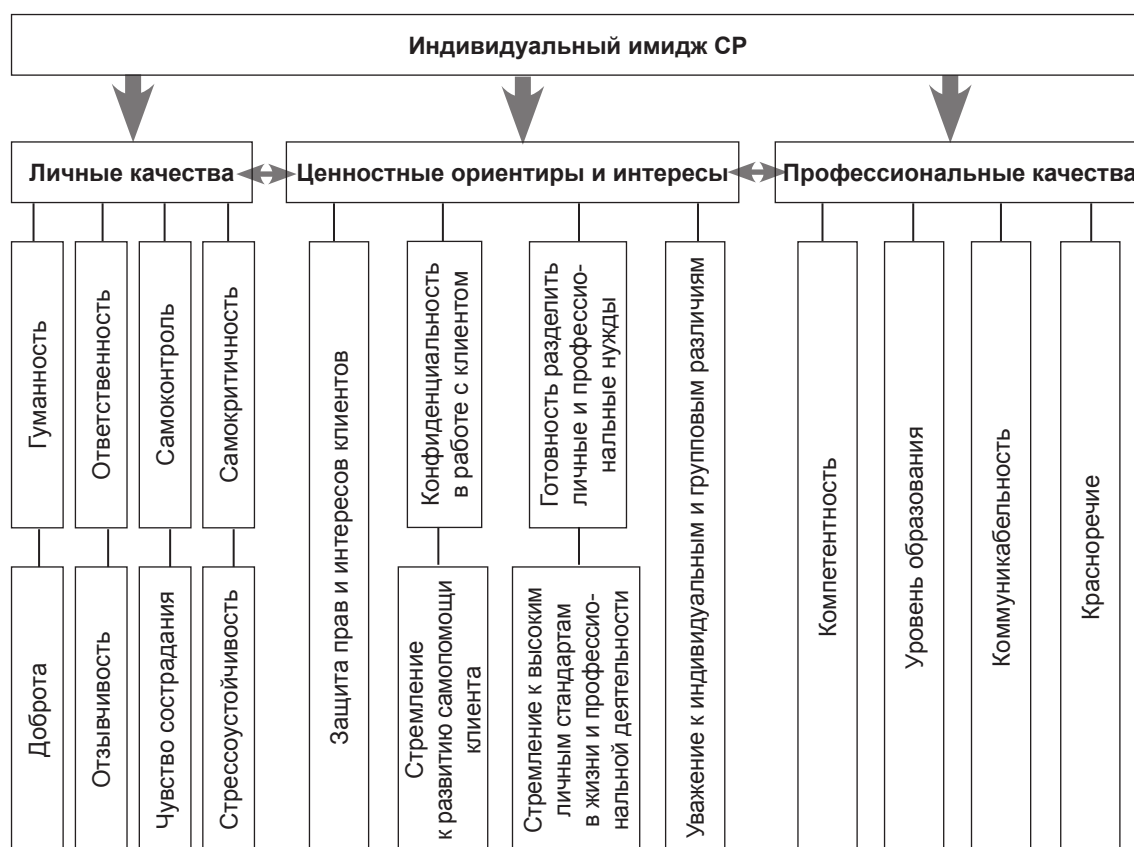 Индивидуальный имидж СР
Личные качества
Ценностные ориентиры и интересы
Профессиональные качества
Гуманность
Ответственность
Самоконтроль
Самокритичность
Доброта
Отзывчивость
Чувство сострадания
Стрессоустойчивость
Защита прав и интересов клиентов
Конфиденциальность
в работе с клиентом
Готовность разделить
личные и профессио-
нальные нужды
Стремление
к развитию самопомощи
клиента
Стремление к высоким
личным стандартам
в жизни и профессио-
нальной деятельности
Уважение к индивидуальным и групповым различиям
Компетентность
Уровень образования
Коммуникабельность
Красноречие